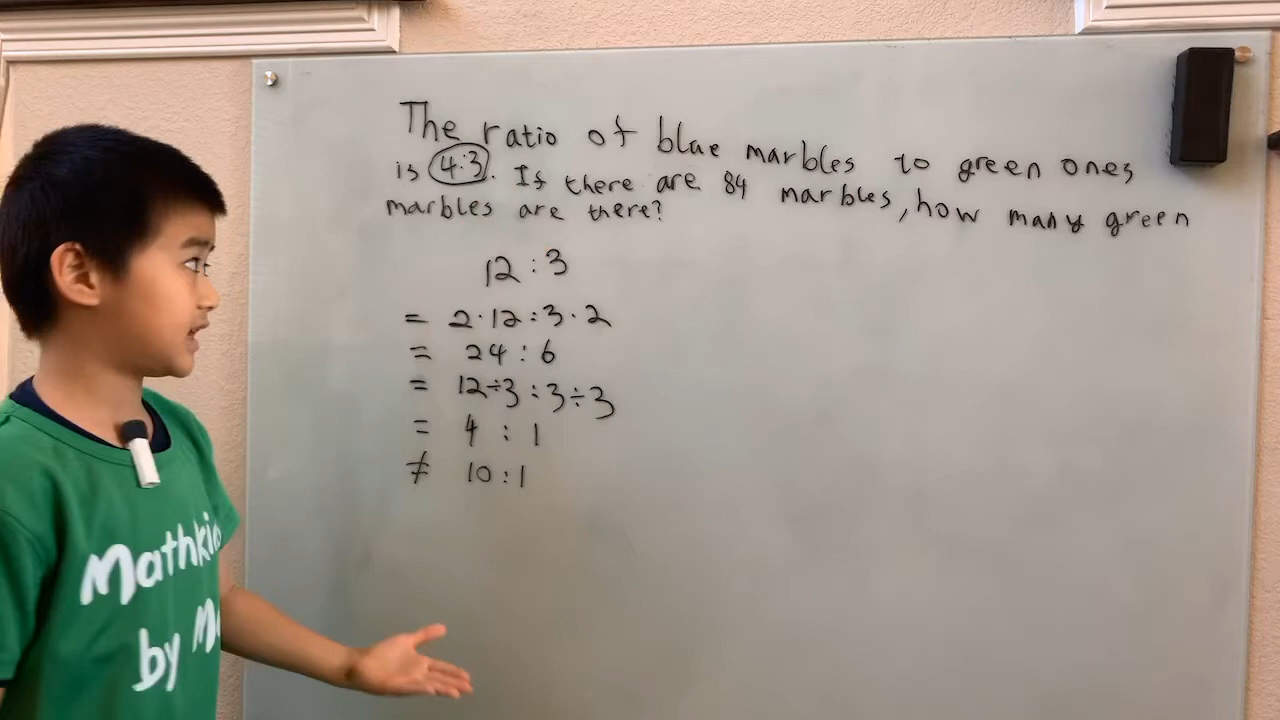 The ratio of blue marbles to green ones
is 4:3. If there are 84 marbles, how many green
marbles are there?
12:3
= 2·12:3·2
= 24:6
= 12÷3:3÷3
= 4:1
≠ 10:1
by